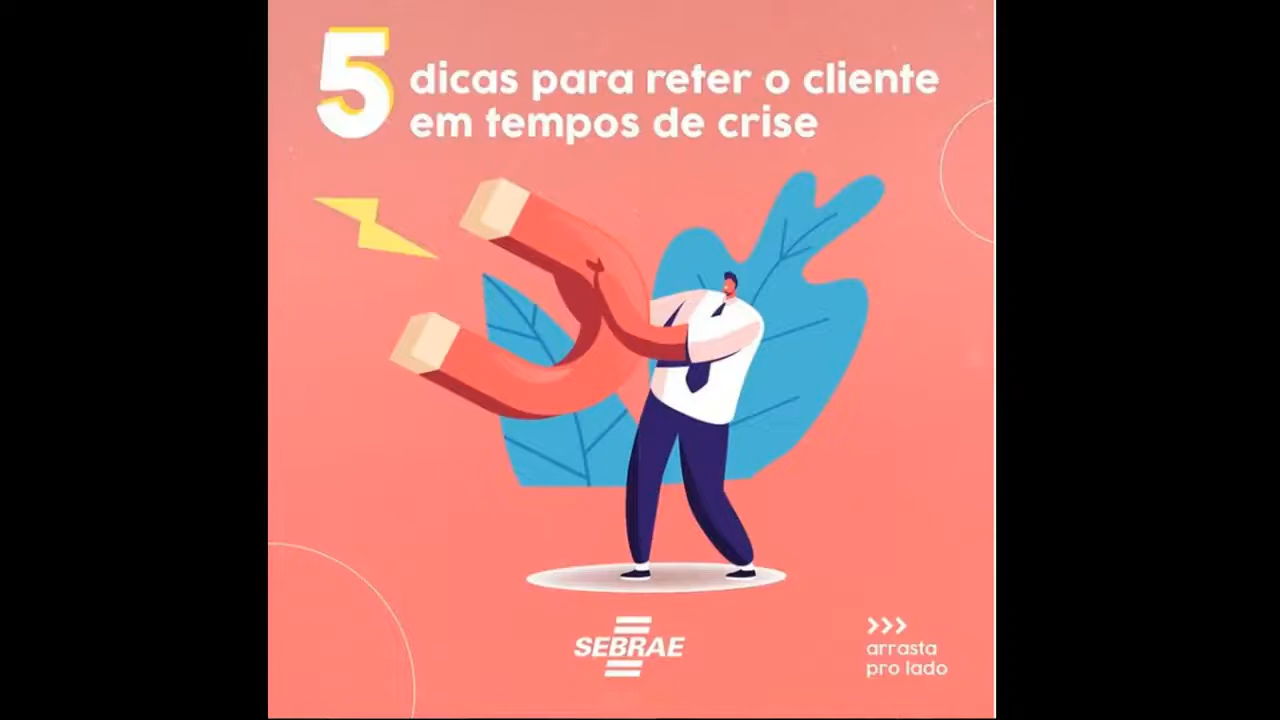 5 dicas para reter o cliente
em tempos de crise
SEBRAE
arrasta
pro lado